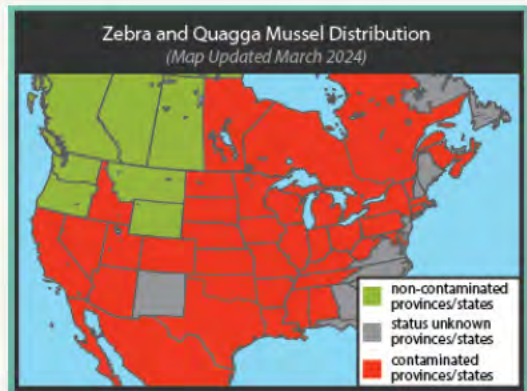 Zebra and Quagga Mussel Distribution
(Map Updated March 2024)
non-contaminated
provinces/states
status unknown
provinces/states
contaminated
provinces/states